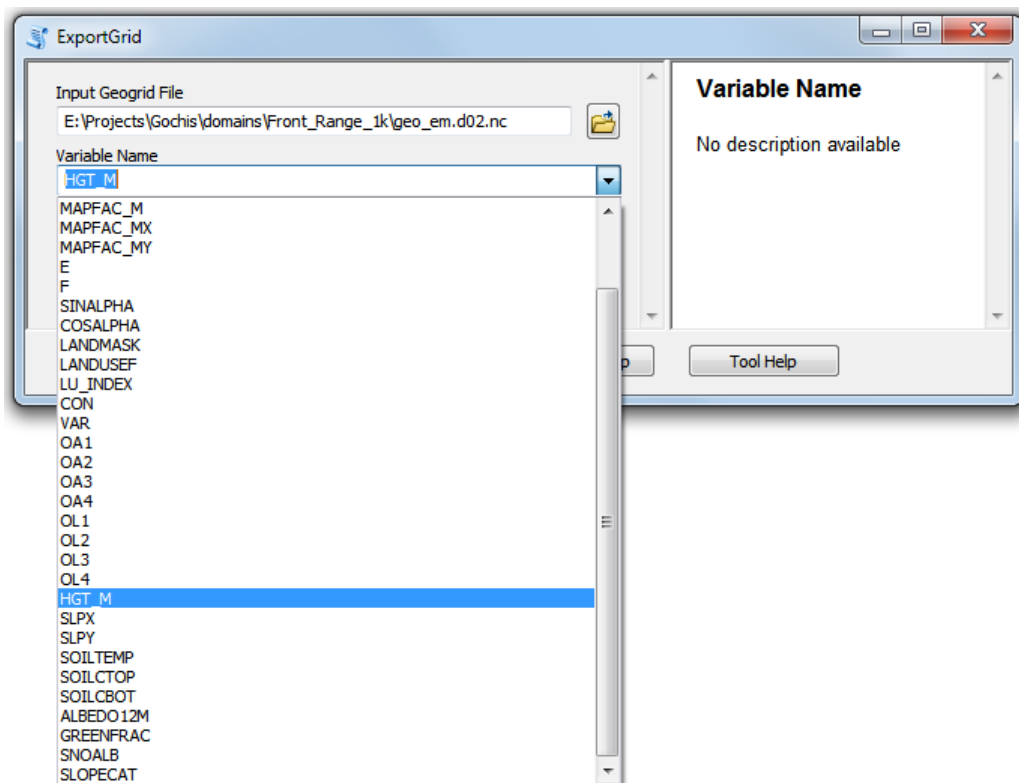 ExportGrid
Input Geogrid File
E:\Projects\Gochis\domains\Front_Range_1k\geo_em.d02.nc
Variable Name
HGT_M
MAPFAC_M
MAPFAC_MX
MAPFAC_MY
E
F
SINALPHA
COSALPHA
LANDMASK
LANDUSEF
LU_INDEX
CON
VAR
OA1
OA2
OA3
OA4
OL1
OL2
OL3
OL4
HGT_M
SLPX
SLPY
SOILTEMP
SOILCTOP
SOILCBOT
ALBEDO12M
GREENFRAC
SNOALB
SLOPECAT
p
Tool Help
Variable Name
No description available